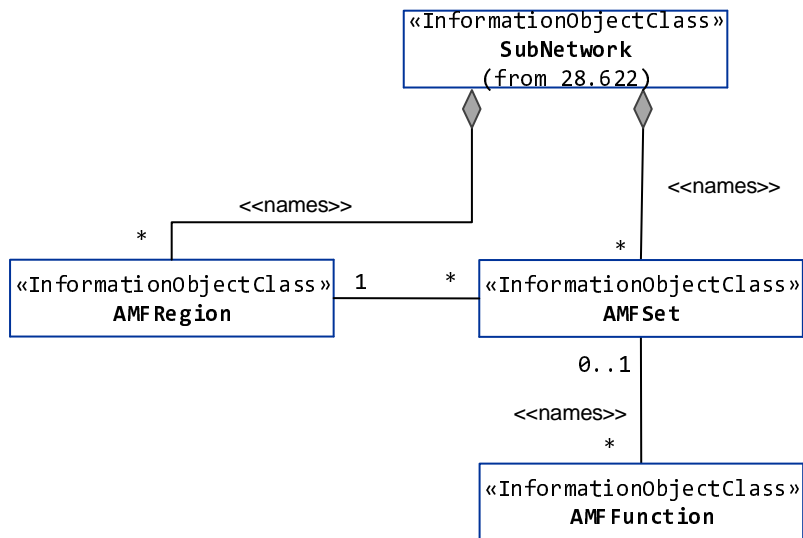 «InformationObjectClass»
SubNetwork
(from 28.622)
<<names>>
<<names>>
*
*
«InformationObjectClass»
AMFRegion
1
*
«InformationObjectClass»
AMFSet
0..1
<<names>>
*
«InformationObjectClass»
AMFFunction